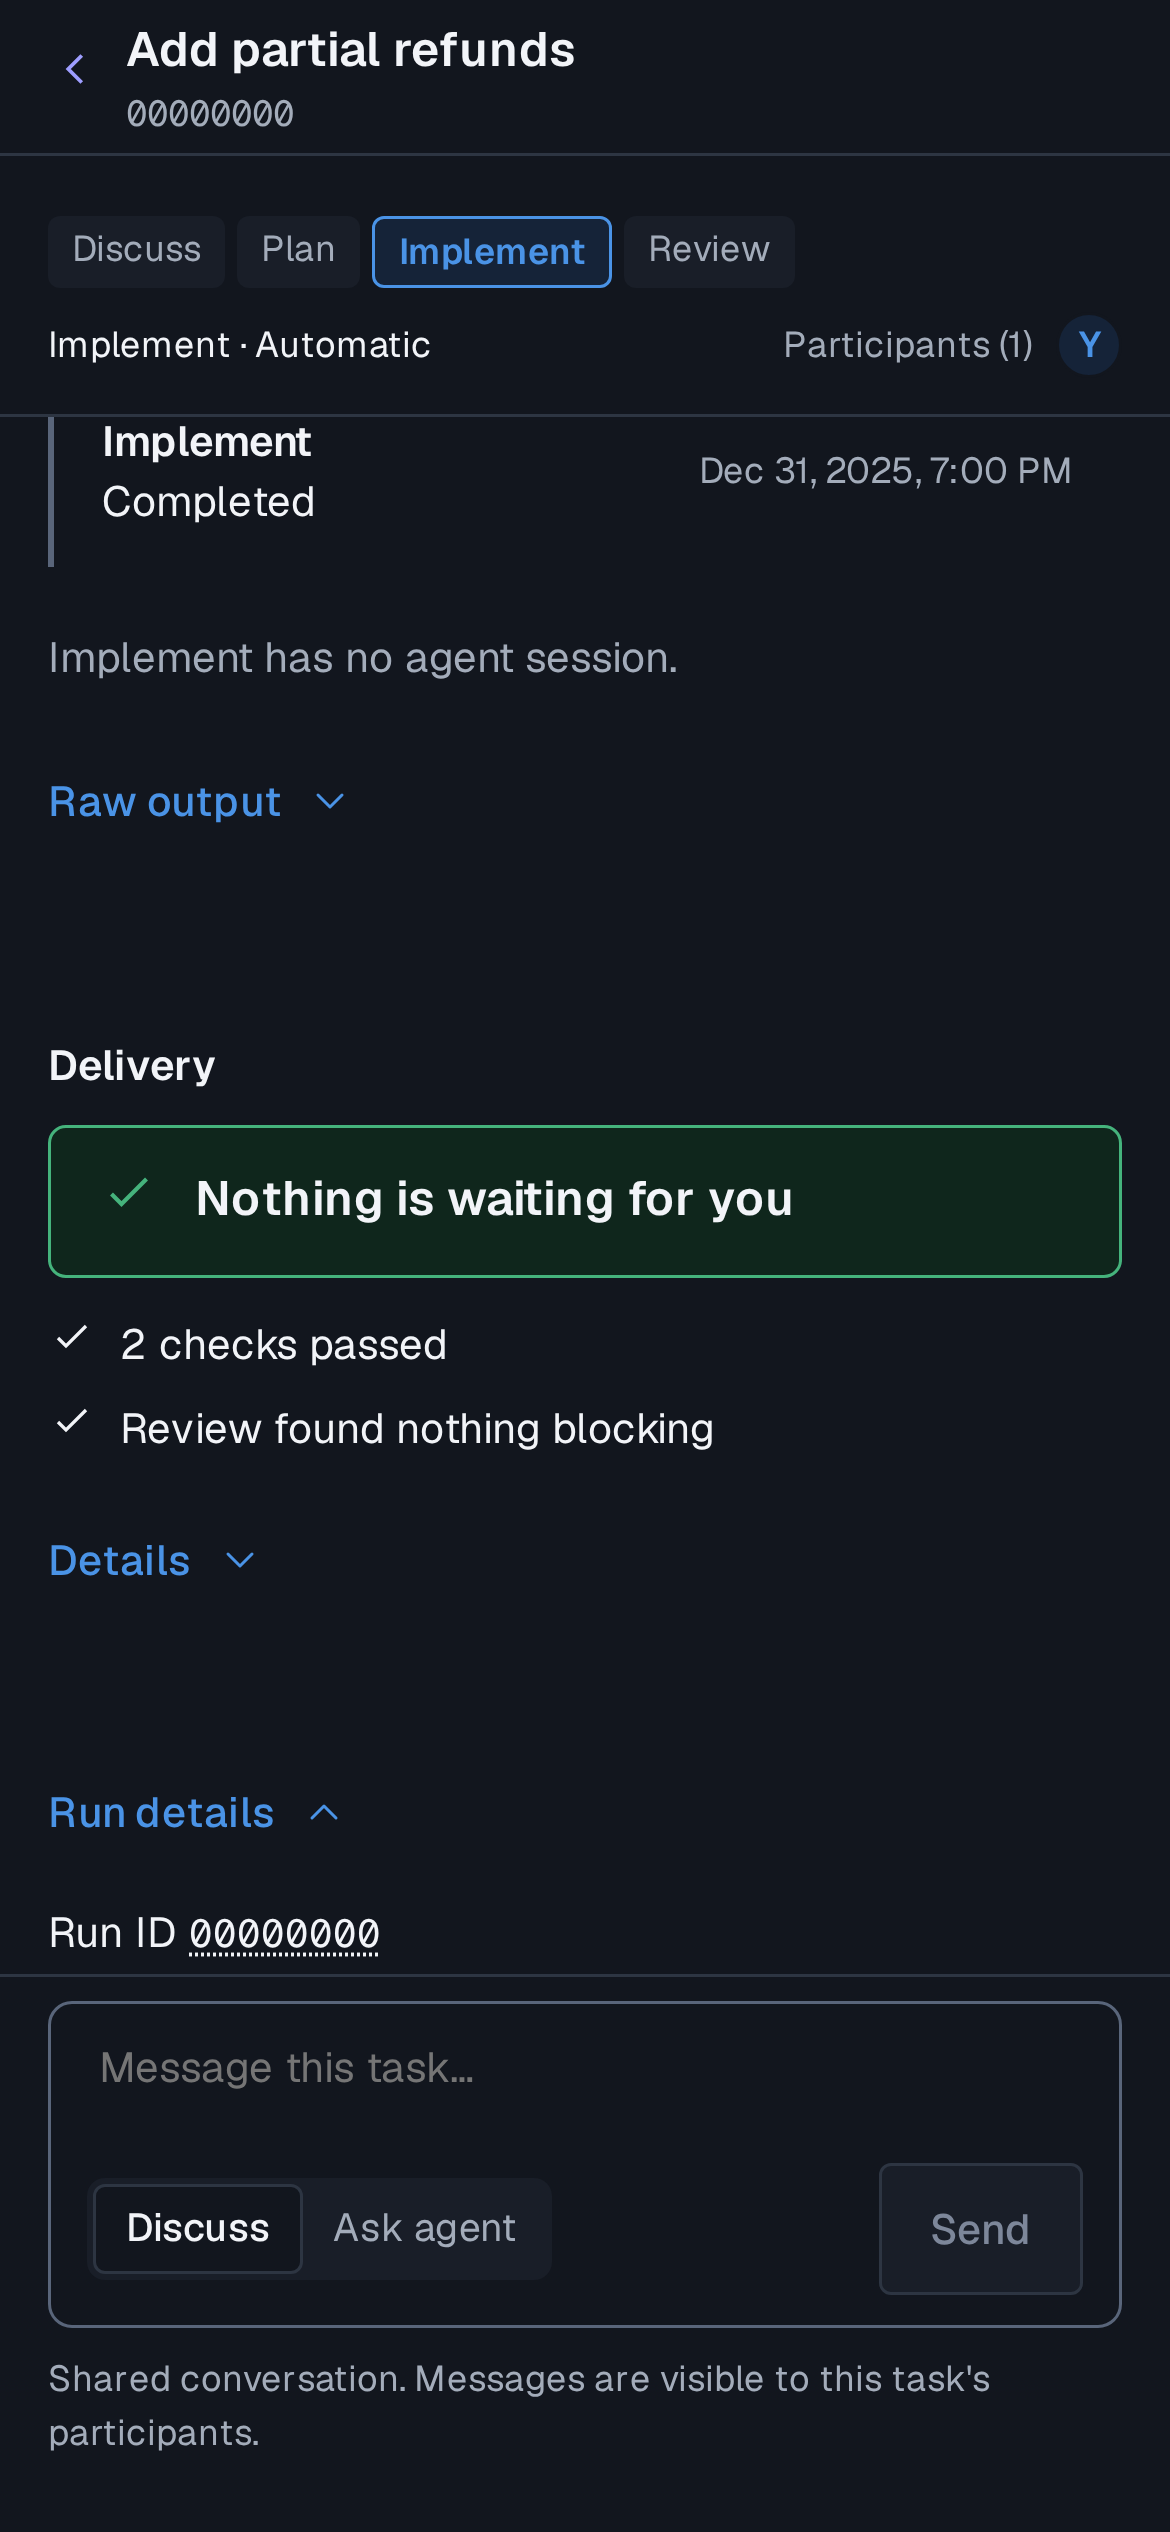 Add partial refunds
00000000
Discuss
Plan
Implement
Review
Implement · Automatic
Participants (1)
Y
Implement
Completed
Dec 31, 2025, 7:00 PM
Implement has no agent session.
Raw output
Delivery
Nothing is waiting for you
2 checks passed
Review found nothing blocking
Details
Run details
Run ID 00000000
Message this task...
Discuss
Ask agent
Send
Shared conversation. Messages are visible to this task's
participants.